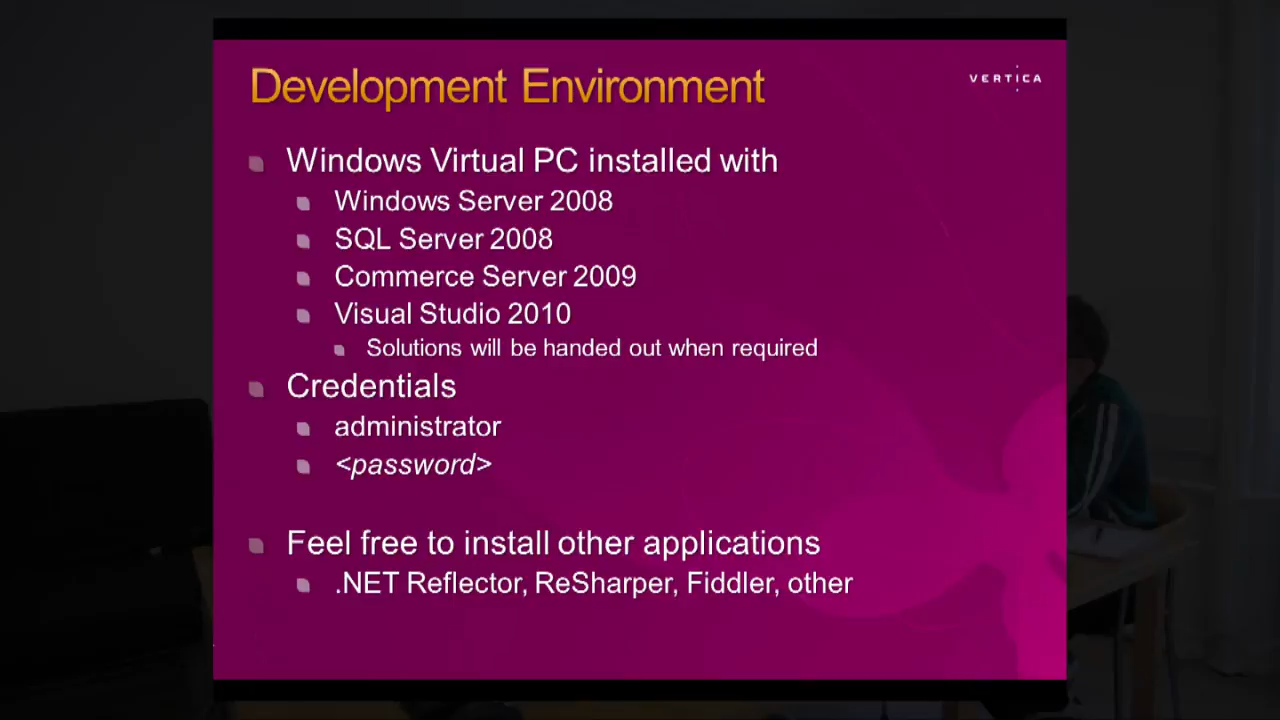 Development Environment
VERTICA
Windows Virtual PC installed with
Windows Server 2008
SQL Server 2008
Commerce Server 2009
Visual Studio 2010
Solutions will be handed out when required
Credentials
administrator
<password>
Feel free to install other applications
.NET Reflector, ReSharper, Fiddler, other